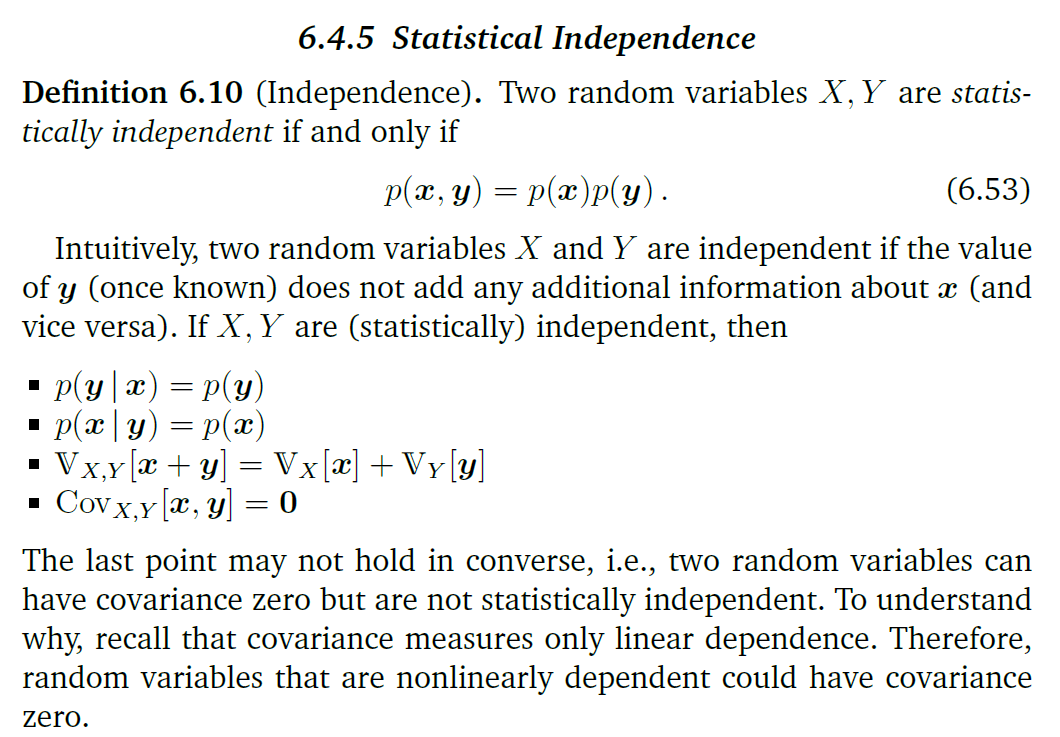 6.4.5 Statistical Independence
Definition 6.10 (Independence). Two random variables X, Y are statis-
tically independent if and only if
p(x, y) = p(x)p(y) . (6.53)
Intuitively, two random variables X and Y are independent if the value
of y (once known) does not add any additional information about x (and
vice versa). If X, Y are (statistically) independent, then
▪ p(y | x) = p(y)
▪ p(x | y) = p(x)
▪ 𝕍X,Y[x + y] = 𝕍X[x] + 𝕍Y[y]
▪ CovX,Y[x, y] = 0
The last point may not hold in converse, i.e., two random variables can
have covariance zero but are not statistically independent. To understand
why, recall that covariance measures only linear dependence. Therefore,
random variables that are nonlinearly dependent could have covariance
zero.